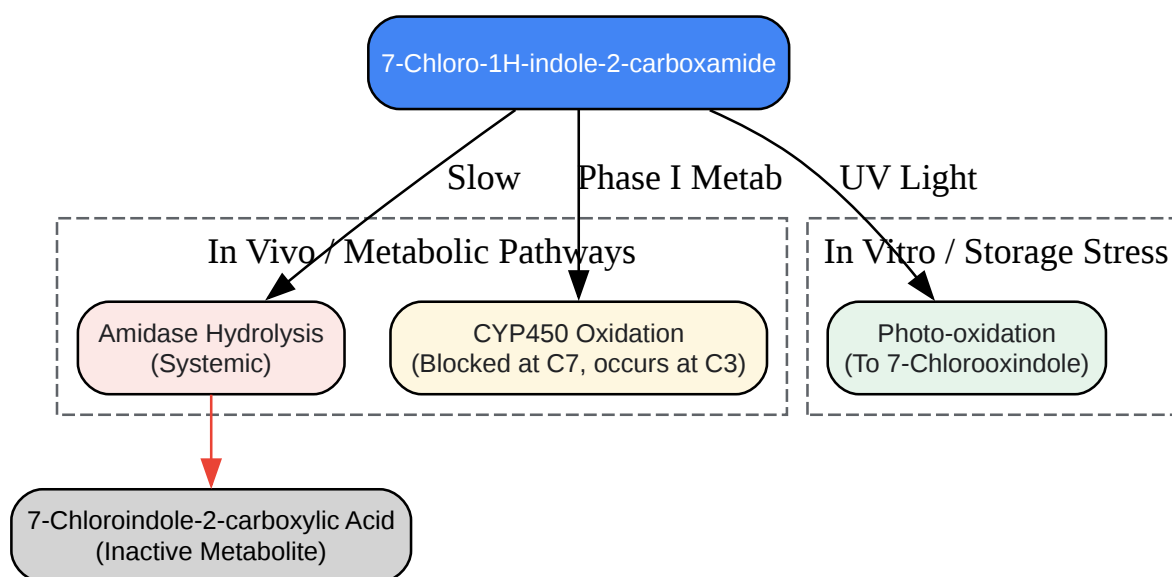 7-Chloro-1H-indole-2-carboxamide
Slow
Phase I Metab
UV Light
In Vivo / Metabolic Pathways
In Vitro / Storage Stress
Amidase Hydrolysis
(Systemic)
CYP450 Oxidation
(Blocked at C7, occurs at C3)
Photo-oxidation
(To 7-Chlorooxindole)
7-Chloroindole-2-carboxylic Acid
(Inactive Metabolite)